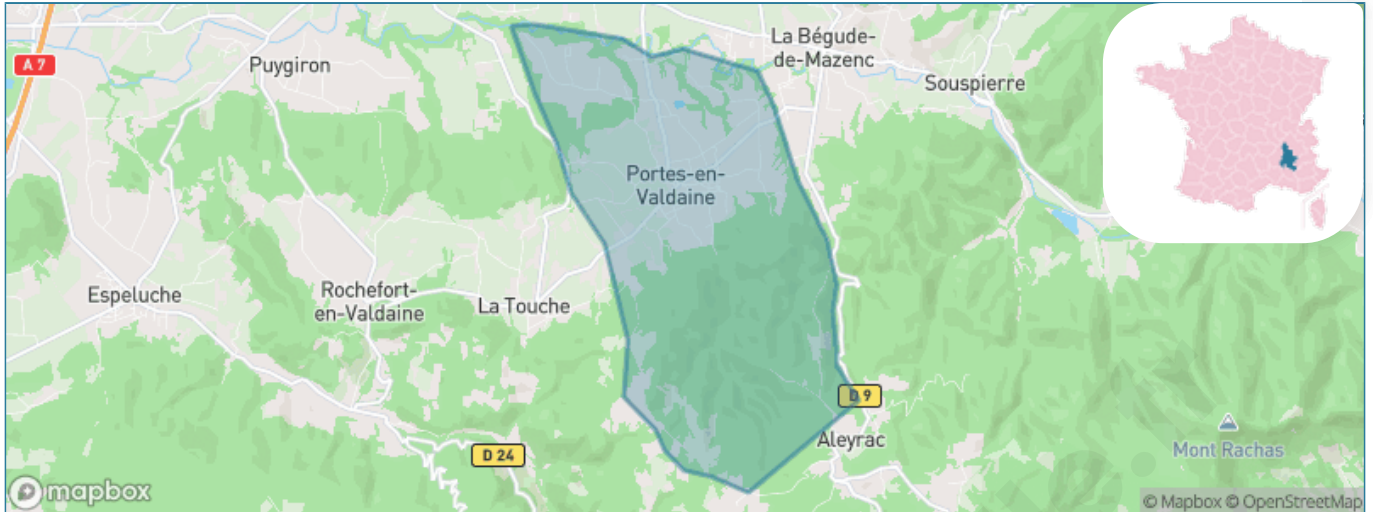 La Bégude-
de-Mazenc
A 7
Puygiron
Souspierre
Portes-en-
Valdaine
Espeluche
Rochefort-
en-Valdaine
La Touche
D 9
Aleyrac
Mont Rachas
D 24
mapbox
© Mapbox © OpenStreetMap